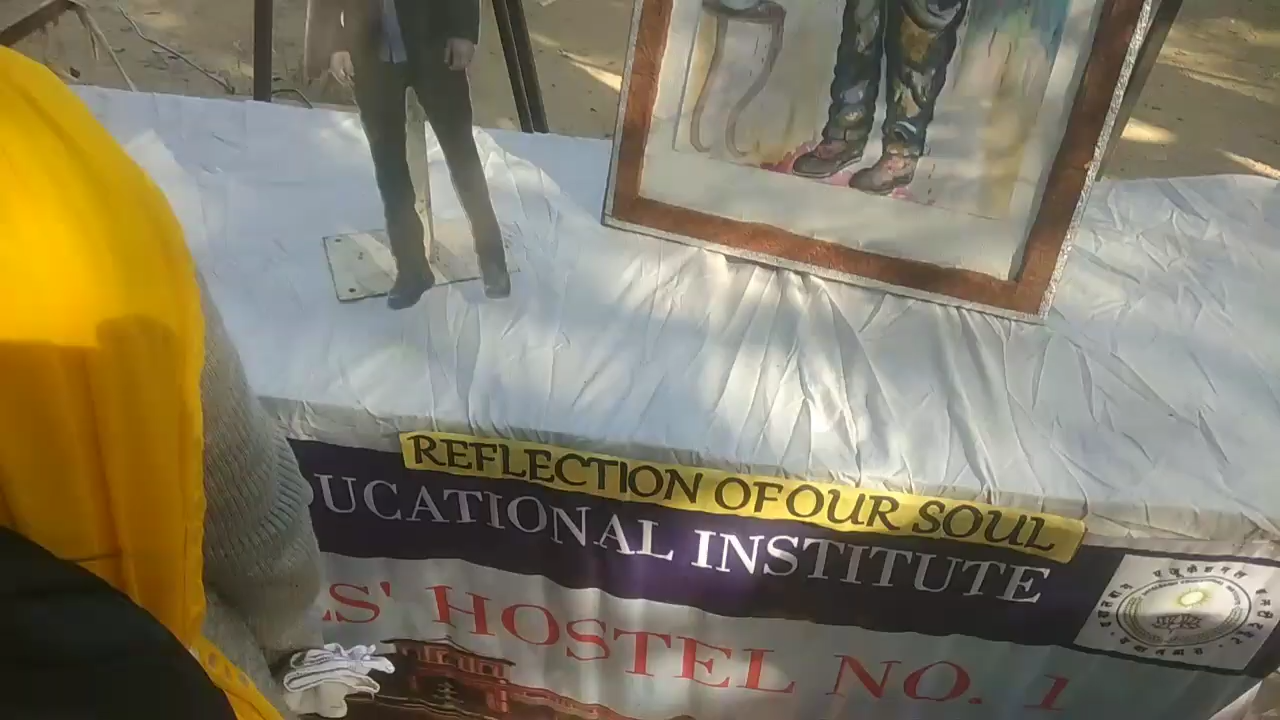 REFLECTION OF OUR SOUL
UCATIONAL INSTITUTE
S' HOSTEL NO. 1